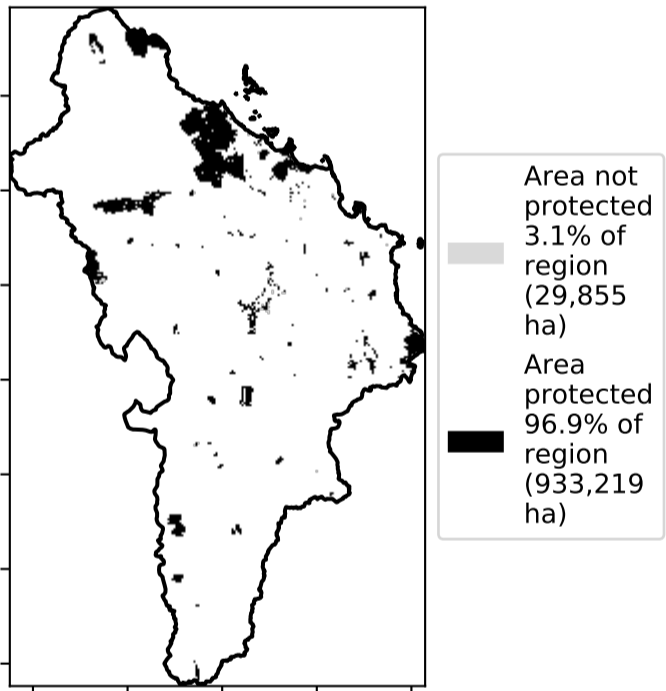 Area not
protected
3.1% of
region
(29,855
ha)
Area
protected
96.9% of
region
(933,219
ha)